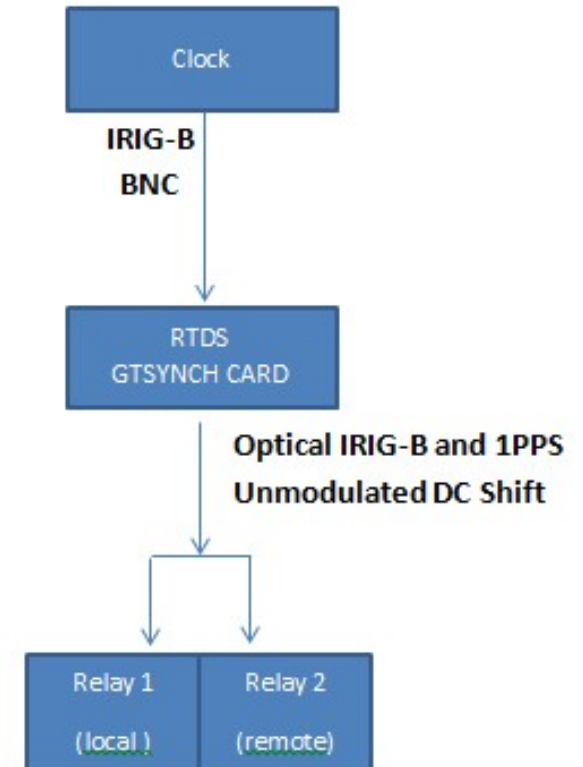 Clock
IRIG-B
BNC
RTDS
GTSYNCH CARD
Optical IRIG-B and 1PPS
Unmodulated DC Shift
Relay 1
(local )
Relay 2
(remote)